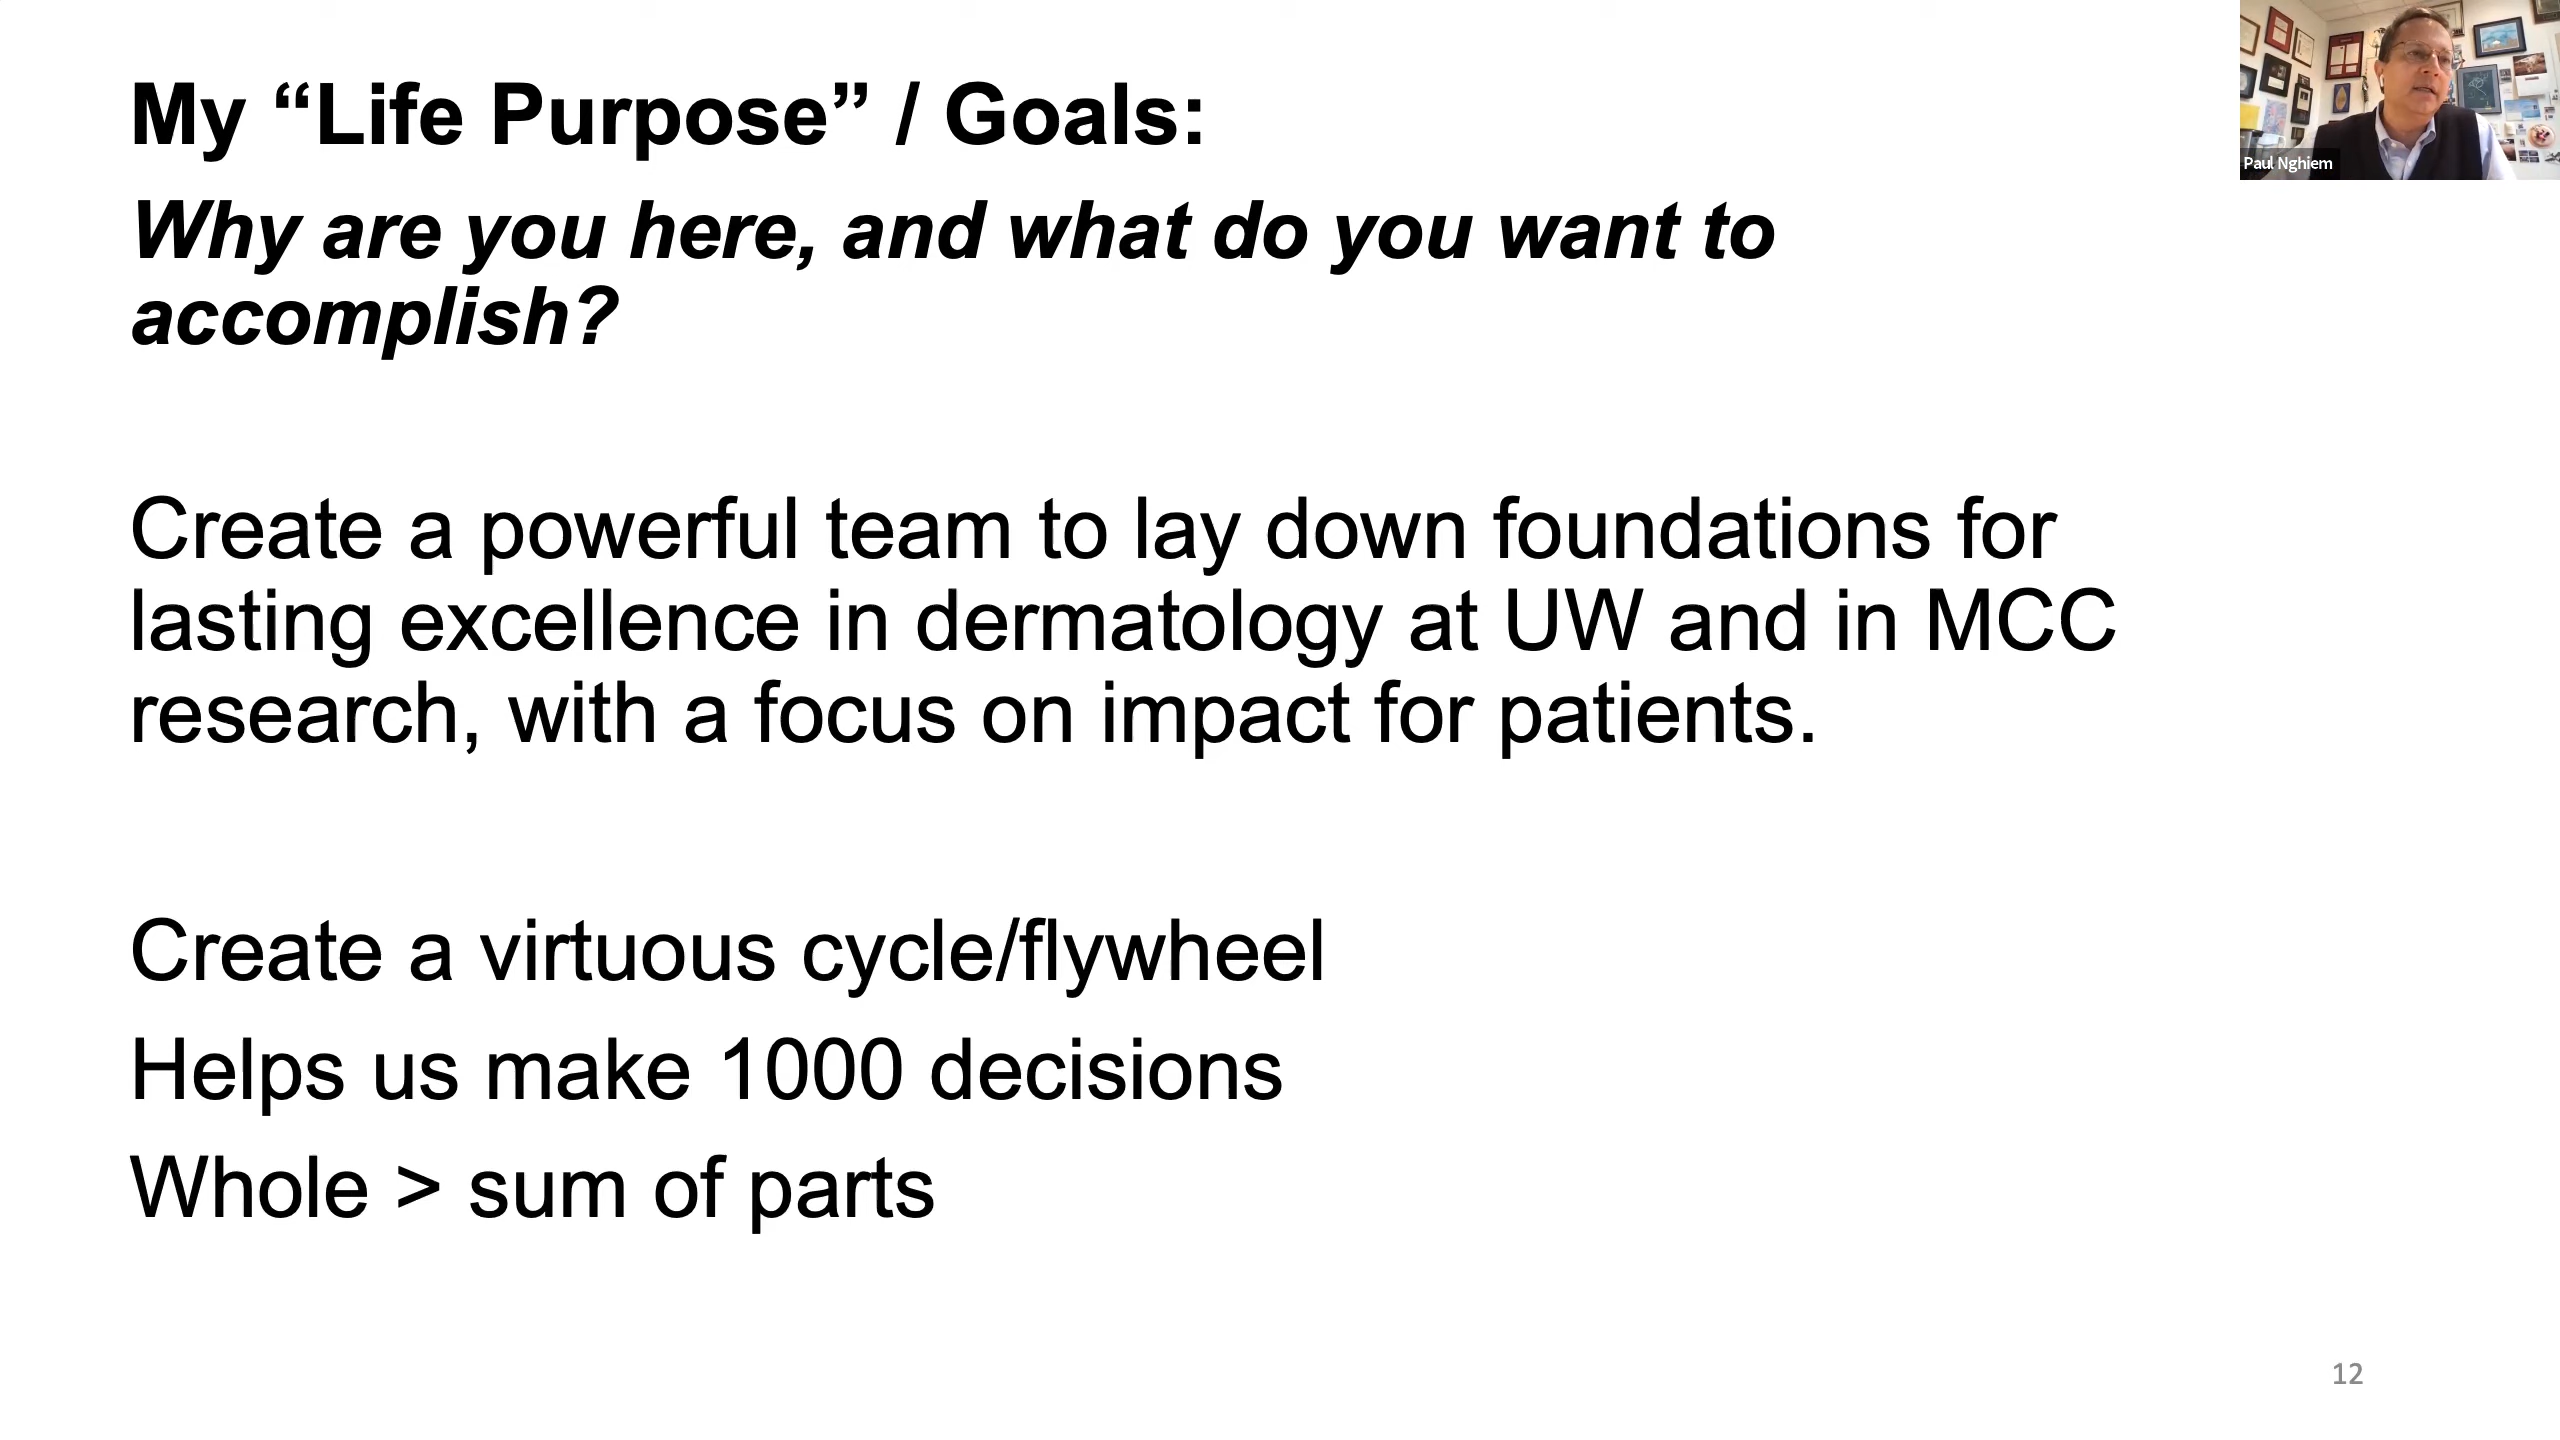 My “Life Purpose” / Goals:
Why are you here, and what do you want to
accomplish?
Create a powerful team to lay down foundations for
lasting excellence in dermatology at UW and in MCC
research, with a focus on impact for patients.
Create a virtuous cycle/flywheel
Helps us make 1000 decisions
Whole > sum of parts
Paul Nghiem
12